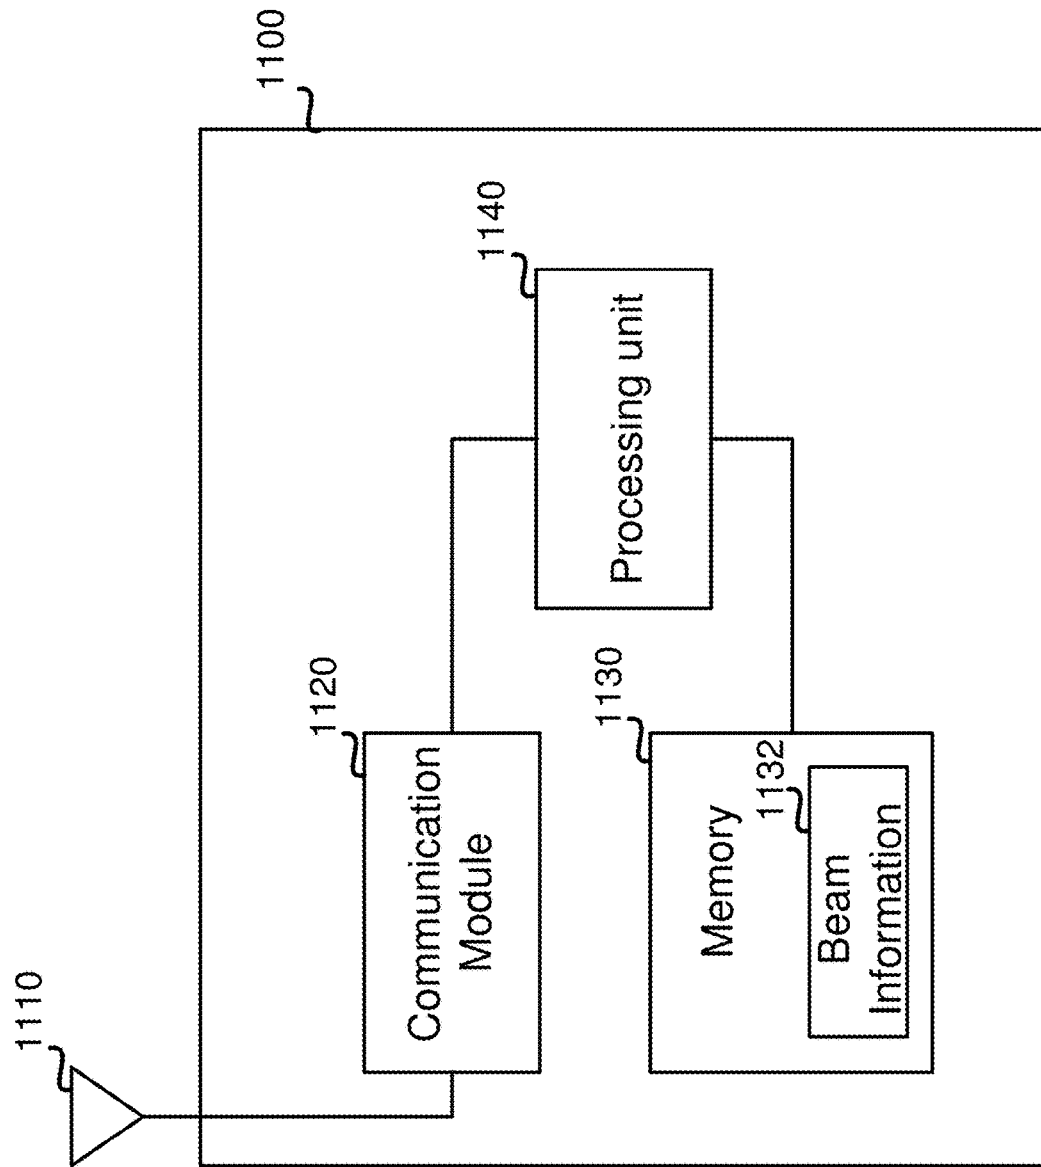 1100
1110
1120
Communication
Module
1140
Processing unit
1130
Memory
1132
Beam
Information